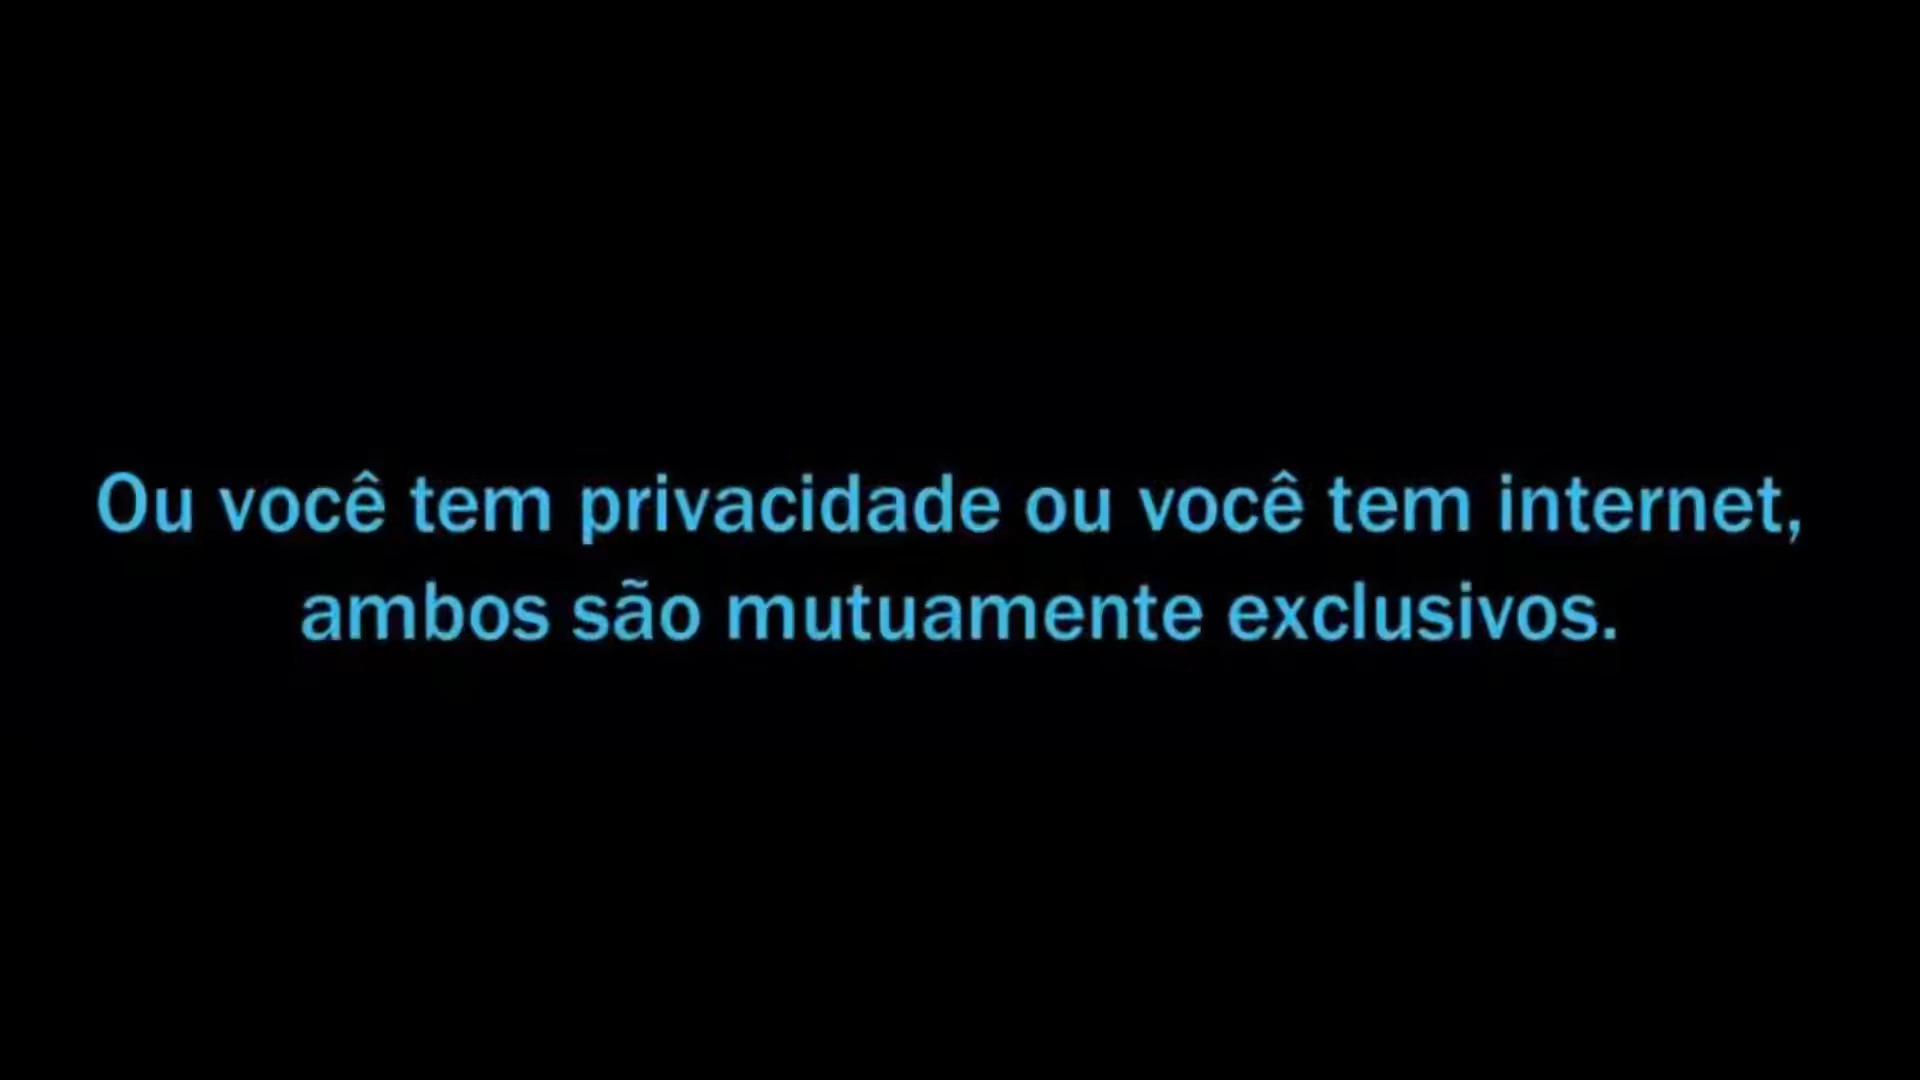 Ou você tem privacidade ou você tem internet,
ambos são mutuamente exclusivos.